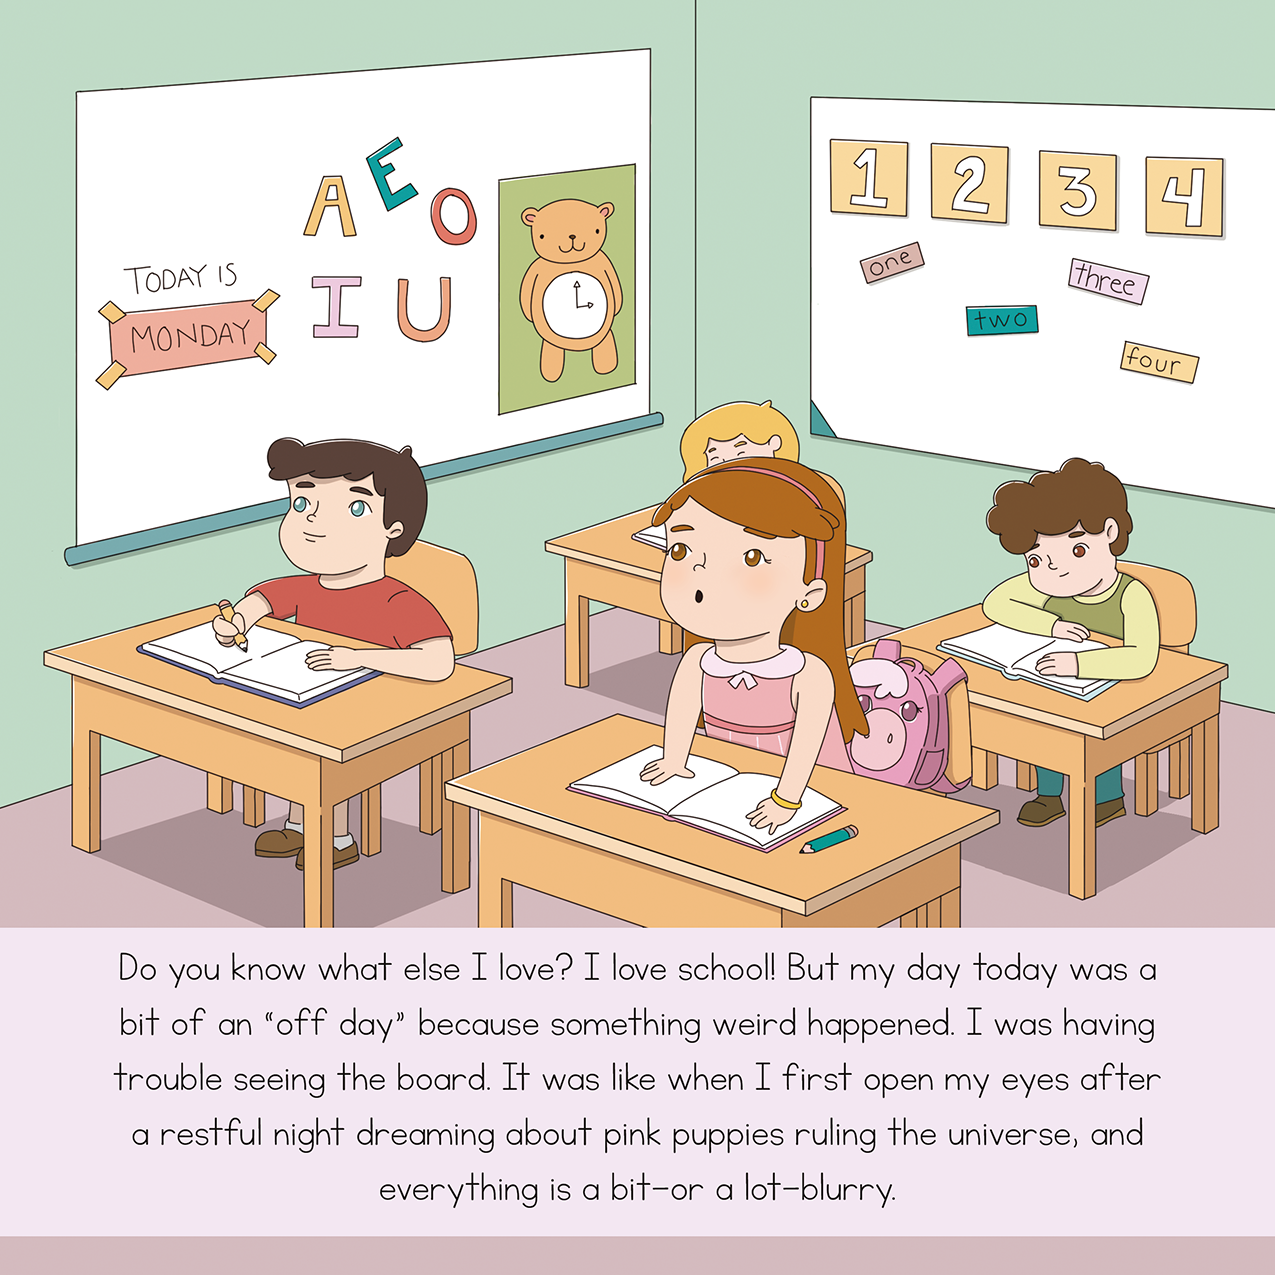 A E O
I U
TODAY IS
MONDAY
1 2 3 4
one
three
two
four
Do you know what else I love? I love school! But my day today was a
bit of an "off day" because something weird happened. I was having
trouble seeing the board. It was like when I first open my eyes after
a restful night dreaming about pink puppies ruling the universe, and
everything is a bit-or a lot-blurry.